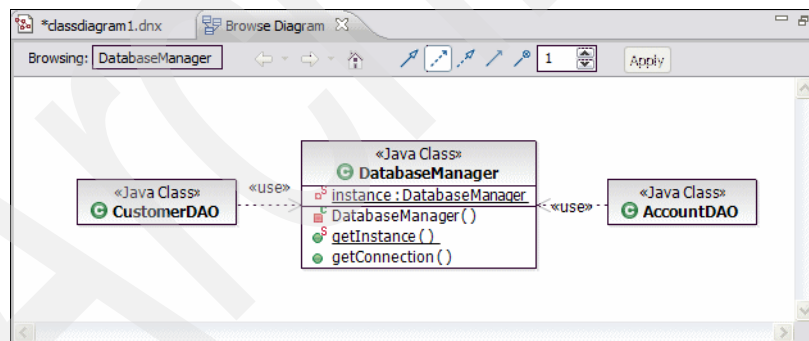 *classdiagram1.dnx
Browse Diagram
Browsing: DatabaseManager
1
Apply
«Java Class»
DatabaseManager
instance : DatabaseManager
DatabaseManager ( )
getInstance ( )
getConnection ( )
«Java Class»
CustomerDAO
«use»
«use»
«Java Class»
AccountDAO